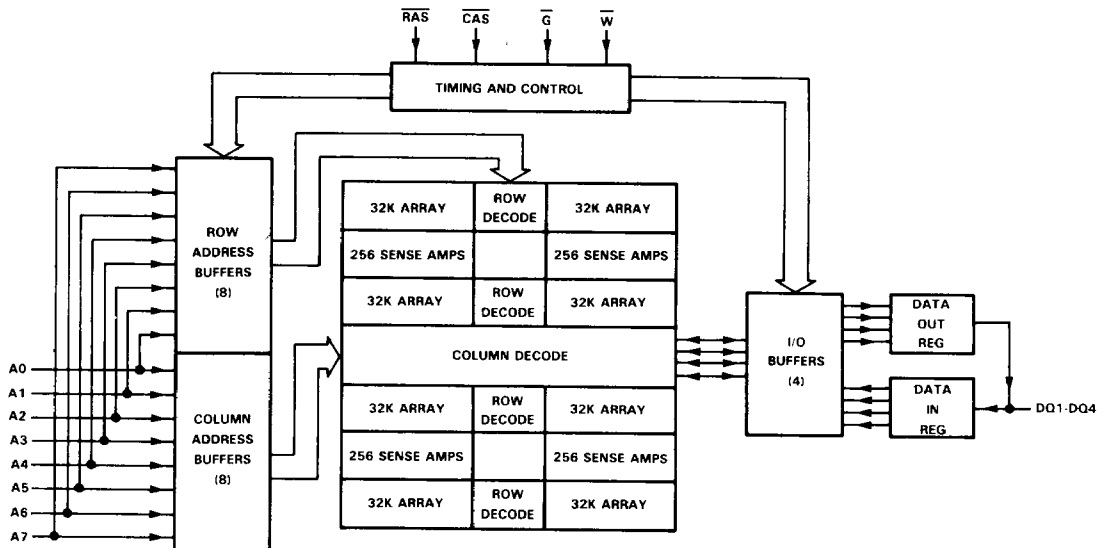 R̅A̅S̅ C̅A̅S̅ G̅ W̅
TIMING AND CONTROL
ROW
ADDRESS
BUFFERS
(8)
32K ARRAY
ROW
DECODE
32K ARRAY
256 SENSE AMPS
256 SENSE AMPS
32K ARRAY
ROW
DECODE
32K ARRAY
COLUMN DECODE
32K ARRAY
ROW
DECODE
32K ARRAY
256 SENSE AMPS
256 SENSE AMPS
32K ARRAY
ROW
DECODE
32K ARRAY
I/O
BUFFERS
(4)
DATA
OUT
REG
DATA
IN
REG
DQ1-DQ4
A0
A1
A2
A3
A4
A5
A6
A7
COLUMN
ADDRESS
BUFFERS
(8)